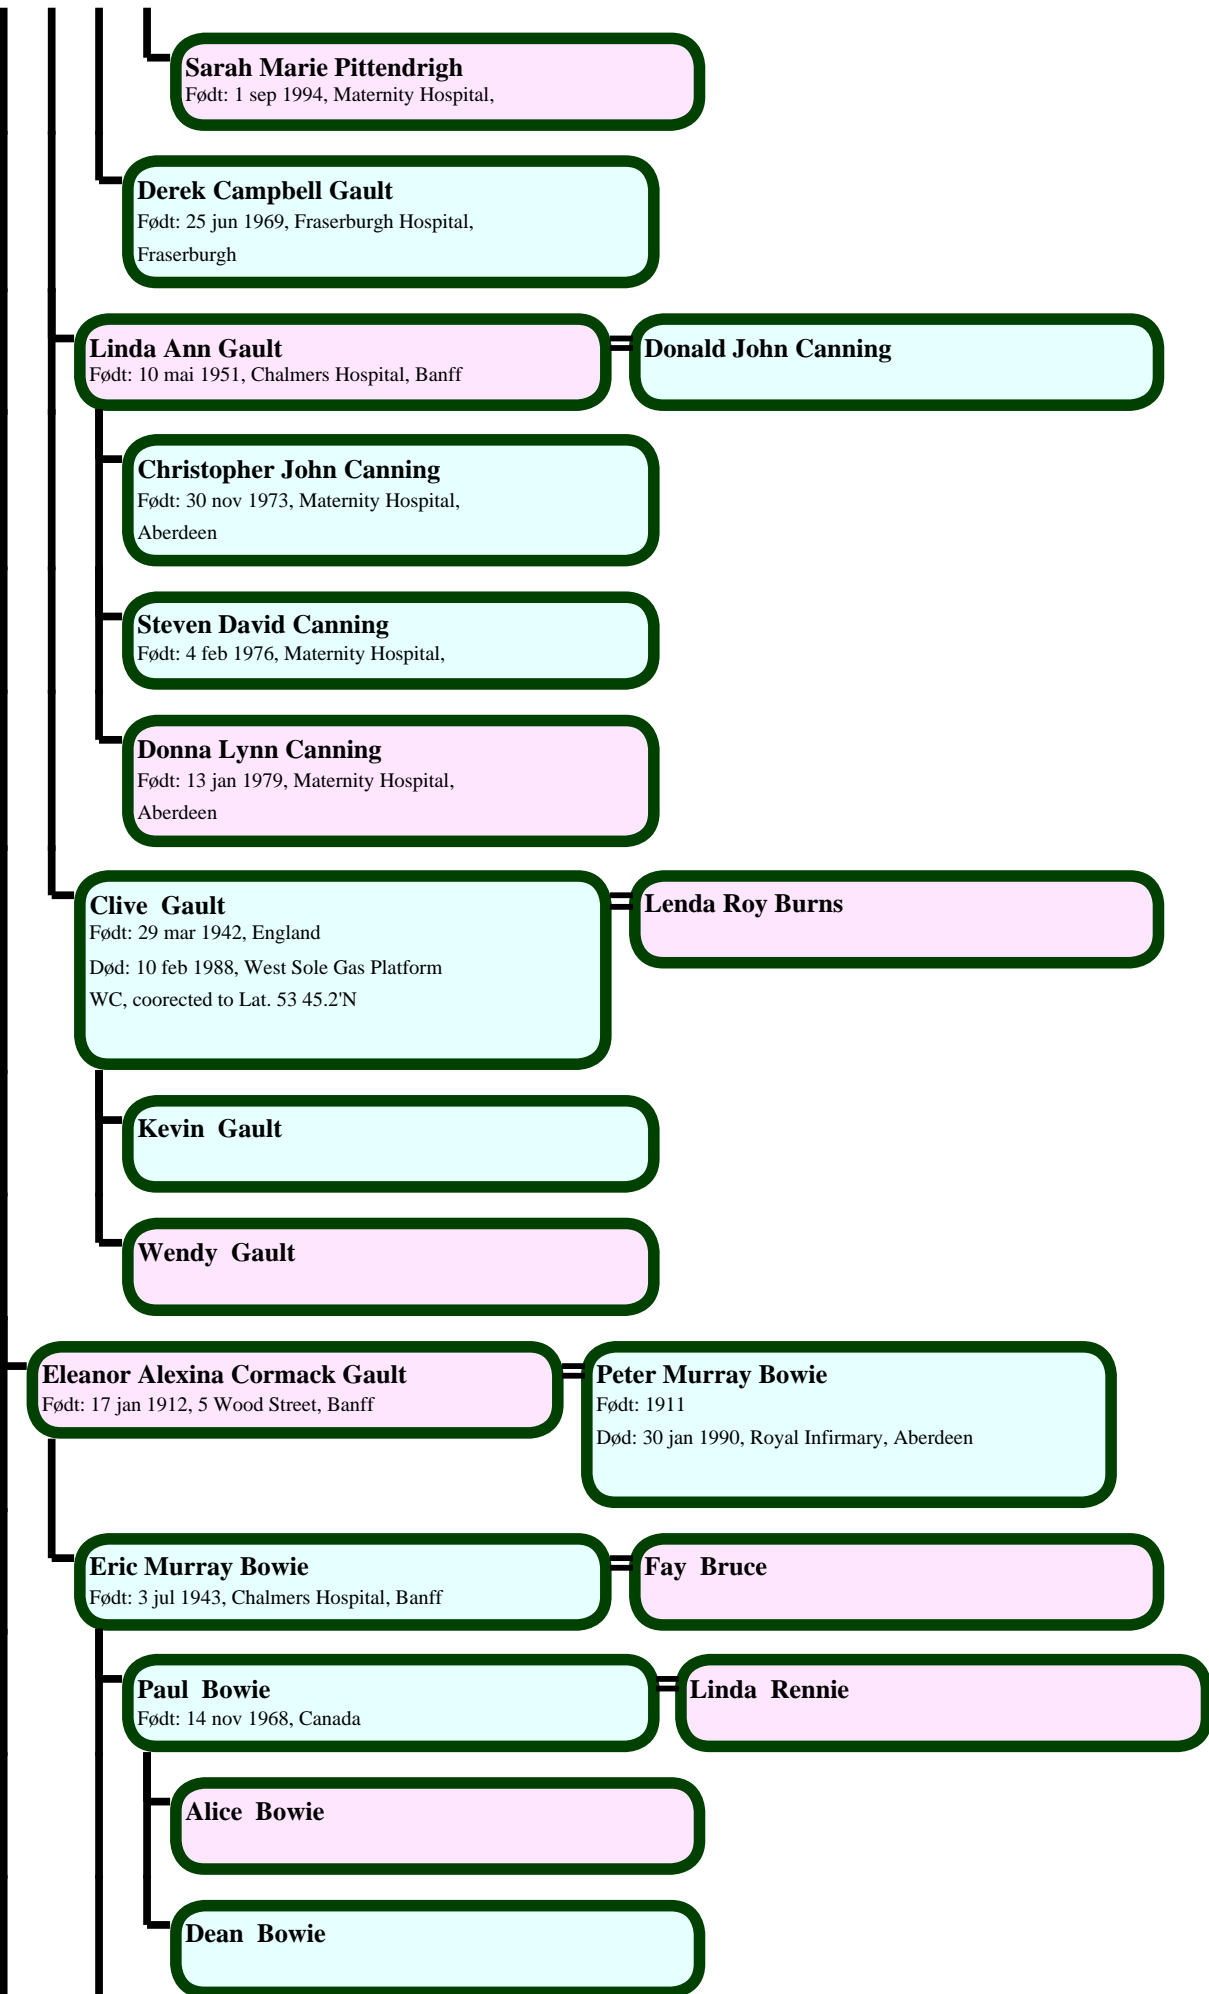 Sarah Marie Pittendrigh
Født: 1 sep 1994, Maternity Hospital,
Derek Campbell Gault
Født: 25 jun 1969, Fraserburgh Hospital,
Fraserburgh
Linda Ann Gault
Født: 10 mai 1951, Chalmers Hospital, Banff
Donald John Canning
Christopher John Canning
Født: 30 nov 1973, Maternity Hospital,
Aberdeen
Steven David Canning
Født: 4 feb 1976, Maternity Hospital,
Donna Lynn Canning
Født: 13 jan 1979, Maternity Hospital,
Aberdeen
Clive  Gault
Født: 29 mar 1942, England
Død: 10 feb 1988, West Sole Gas Platform
WC, coorected to Lat. 53 45.2'N
Lenda Roy Burns
Kevin  Gault
Wendy  Gault
Eleanor Alexina Cormack Gault
Født: 17 jan 1912, 5 Wood Street, Banff
Peter Murray Bowie
Født: 1911
Død: 30 jan 1990, Royal Infirmary, Aberdeen
Eric Murray Bowie
Født: 3 jul 1943, Chalmers Hospital, Banff
Fay  Bruce
Paul  Bowie
Født: 14 nov 1968, Canada
Linda  Rennie
Alice  Bowie
Dean  Bowie